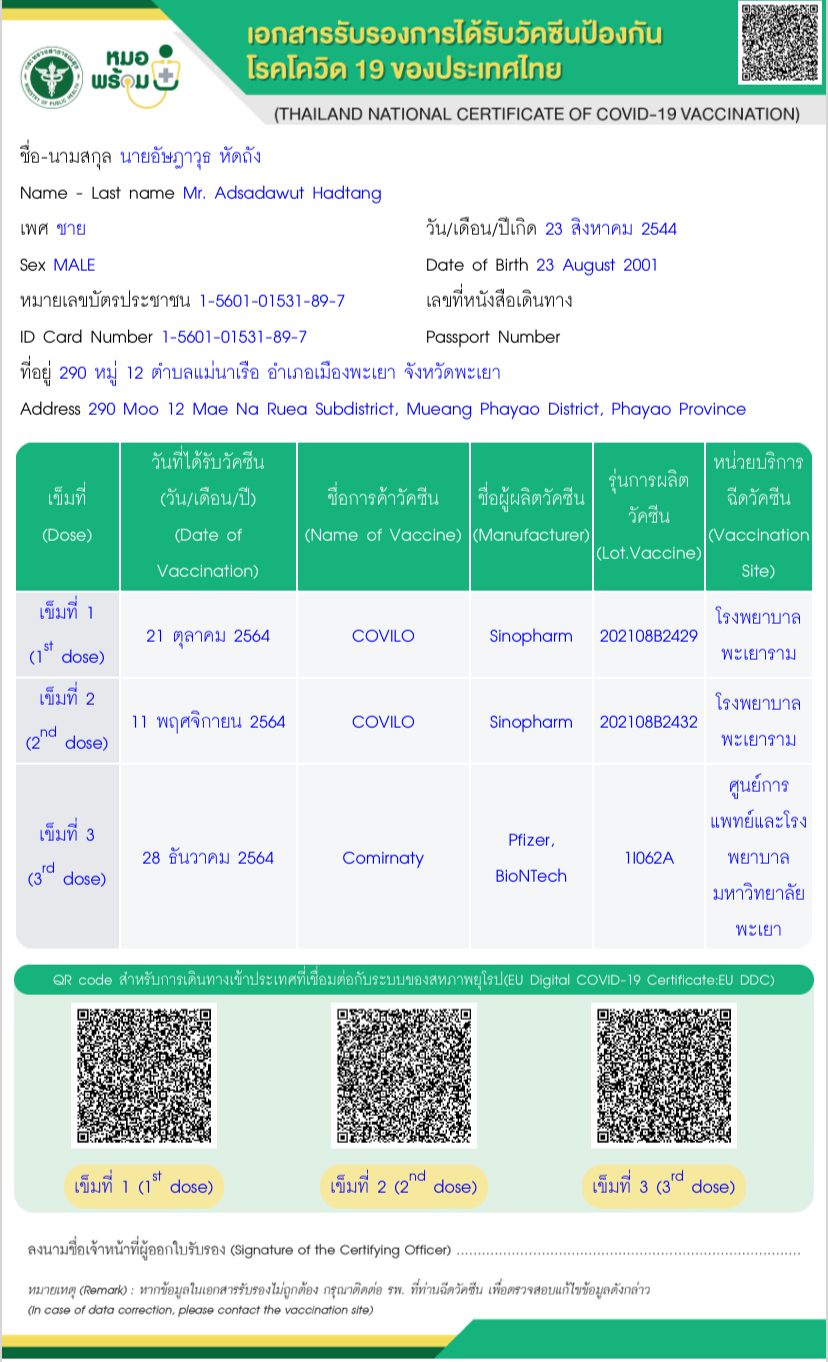 เอกสารรับรองการได้รับวัคซีนป้องกัน
โรคโควิด 19 ของประเทศไทย
หมอ
พร้อม
(THAILAND NATIONAL CERTIFICATE OF COVID-19 VACCINATION)
ชื่อ-นามสกุล นายอัษฎาวุธ หัดถัง
Name - Last name Mr. Adsadawut Hadtang
เพศ ชาย วัน/เดือน/ปีเกิด 23 สิงหาคม 2544
Sex MALE Date of Birth 23 August 2001
หมายเลขบัตรประชาชน 1-5601-01531-89-7 เลขที่หนังสือเดินทาง
ID Card Number 1-5601-01531-89-7 Passport Number
ที่อยู่ 290 หมู่ 12 ตำบลแม่นาเรือ อำเภอเมืองพะเยา จังหวัดพะเยา
Address 290 Moo 12 Mae Na Ruea Subdistrict, Mueang Phayao District, Phayao Province
เข็มที่
(Dose)
วันที่ได้รับวัคซีน
(วัน/เดือน/ปี)
(Date of
Vaccination)
ชื่อการค้าวัคซีน
(Name of Vaccine)
ชื่อผู้ผลิตวัคซีน
(Manufacturer)
รุ่นการผลิต
วัคซีน
(Lot.Vaccine)
หน่วยบริการ
ฉีดวัคซีน
(Vaccination
Site)
เข็มที่ 1
(1st dose)
21 ตุลาคม 2564
COVILO
Sinopharm
202108B2429
โรงพยาบาล
พะเยาราม
เข็มที่ 2
(2nd dose)
11 พฤศจิกายน 2564
COVILO
Sinopharm
202108B2432
โรงพยาบาล
พะเยาราม
เข็มที่ 3
(3rd dose)
28 ธันวาคม 2564
Comirnaty
Pfizer,
BioNTech
1I062A
ศูนย์การ
แพทย์และโรง
พยาบาล
มหาวิทยาลัย
พะเยา
QR code สำหรับการเดินทางเข้าประเทศที่เชื่อมต่อกับระบบของสหภาพยุโรป(EU Digital COVID-19 Certificate:EU DDC)
เข็มที่ 1 (1st dose) เข็มที่ 2 (2nd dose) เข็มที่ 3 (3rd dose)
ลงนามชื่อเจ้าหน้าที่ผู้ออกใบรับรอง (Signature of the Certifying Officer) ....................................................................................
หมายเหตุ (Remark) : หากข้อมูลในเอกสารรับรองไม่ถูกต้อง กรุณาติดต่อ รพ. ที่ท่านฉีดวัคซีน เพื่อตรวจสอบแก้ไขข้อมูลดังกล่าว
(In case of data correction, please contact the vaccination site)